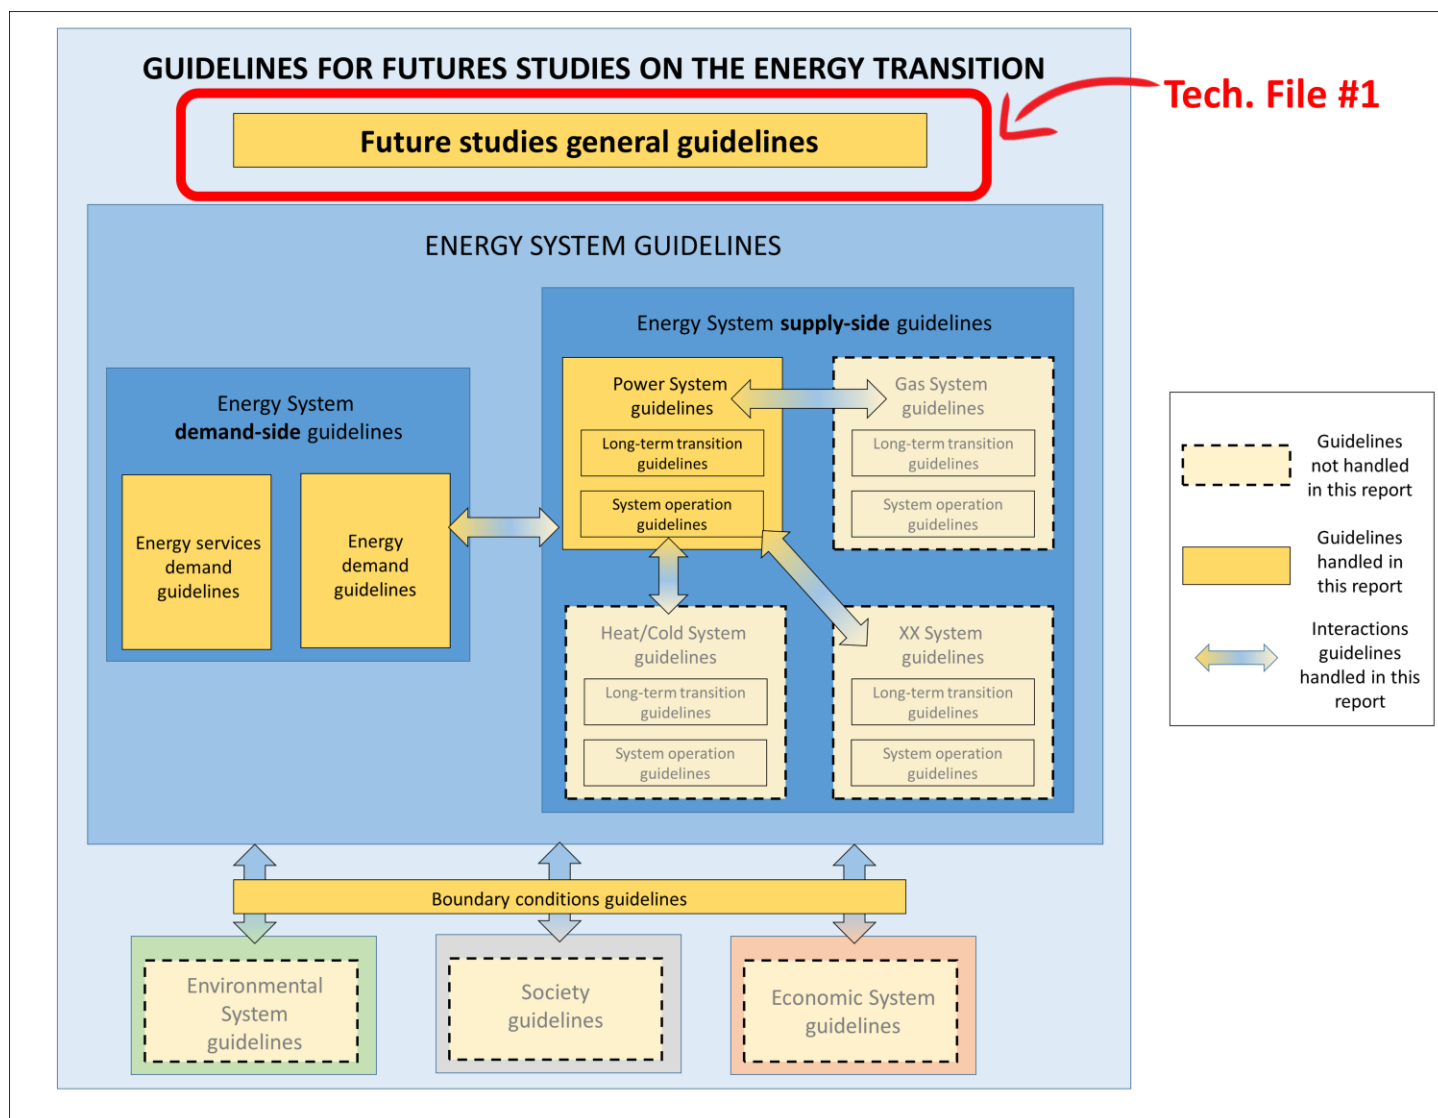 GUIDELINES FOR FUTURES STUDIES ON THE ENERGY TRANSITION
Tech. File #1
Future studies general guidelines
ENERGY SYSTEM GUIDELINES
Energy System supply-side guidelines
Energy System
demand-side guidelines
Energy services
demand
guidelines
Energy
demand
guidelines
Power System
guidelines
Long-term transition
guidelines
System operation
guidelines
Gas System
guidelines
Long-term transition
guidelines
System operation
guidelines
Heat/Cold System
guidelines
Long-term transition
guidelines
System operation
guidelines
XX System
guidelines
Long-term transition
guidelines
System operation
guidelines
Boundary conditions guidelines
Environmental
System
guidelines
Society
guidelines
Economic System
guidelines
Guidelines
not handled
in this report
Guidelines
handled in
this report
Interactions
guidelines
handled in this
report